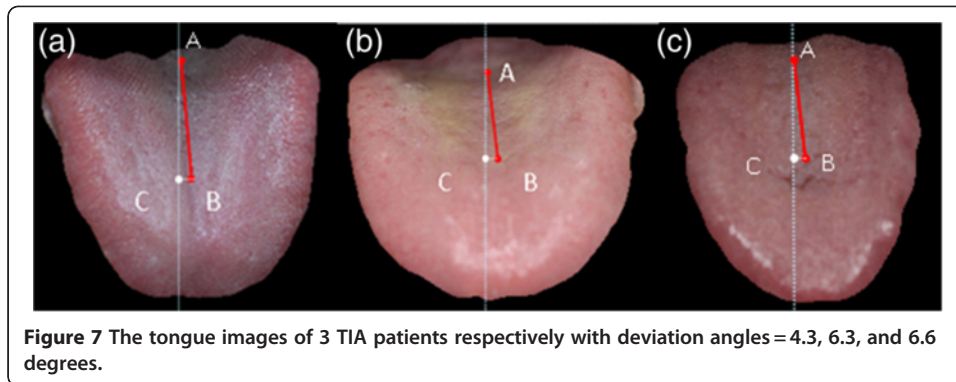 (a) (b) (c)
A A A
C B C B C B
Figure 7 The tongue images of 3 TIA patients respectively with deviation angles = 4.3, 6.3, and 6.6
degrees.